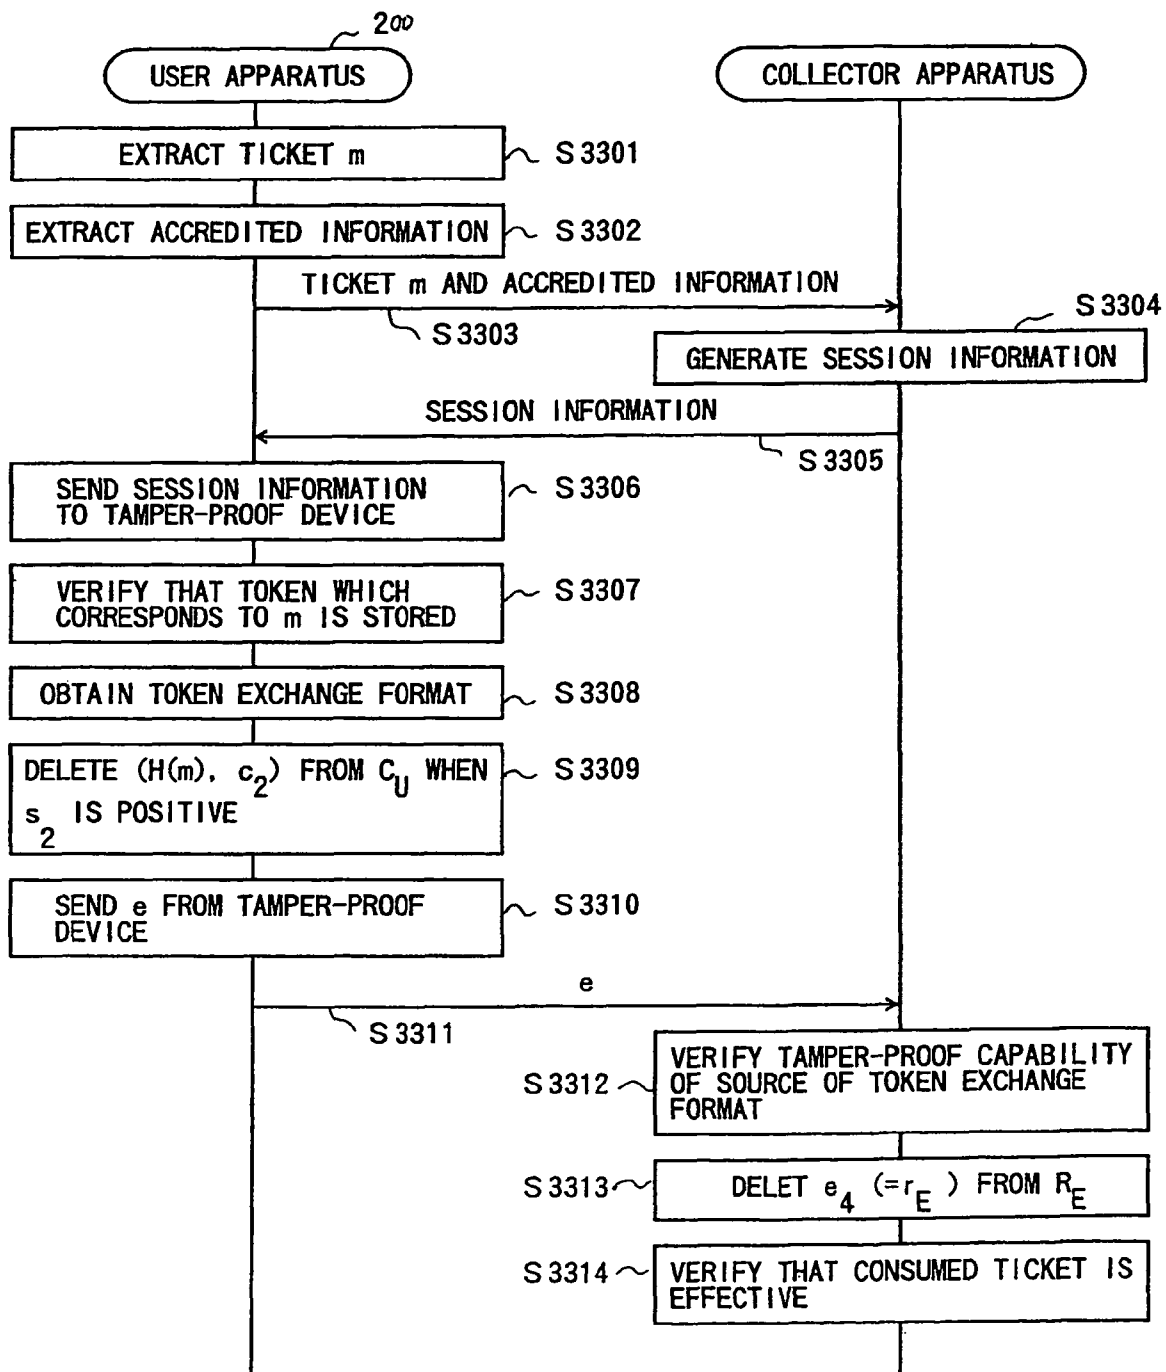 200
USER APPARATUS
COLLECTOR APPARATUS
EXTRACT TICKET m
S3301
EXTRACT ACCREDITED INFORMATION
S3302
TICKET m AND ACCREDITED INFORMATION
S3303
S3304
GENERATE SESSION INFORMATION
SESSION INFORMATION
S3305
SEND SESSION INFORMATION
TO TAMPER-PROOF DEVICE
S3306
VERIFY THAT TOKEN WHICH
CORRESPONDS TO m IS STORED
S3307
OBTAIN TOKEN EXCHANGE FORMAT
S3308
DELETE (H(m), c2) FROM CU WHEN
s2 IS POSITIVE
S3309
SEND e FROM TAMPER-PROOF
DEVICE
S3310
e
S3311
S3312
VERIFY TAMPER-PROOF CAPABILITY
OF SOURCE OF TOKEN EXCHANGE
FORMAT
S3313
DELET e4 (=rE ) FROM RE
S3314
VERIFY THAT CONSUMED TICKET IS
EFFECTIVE